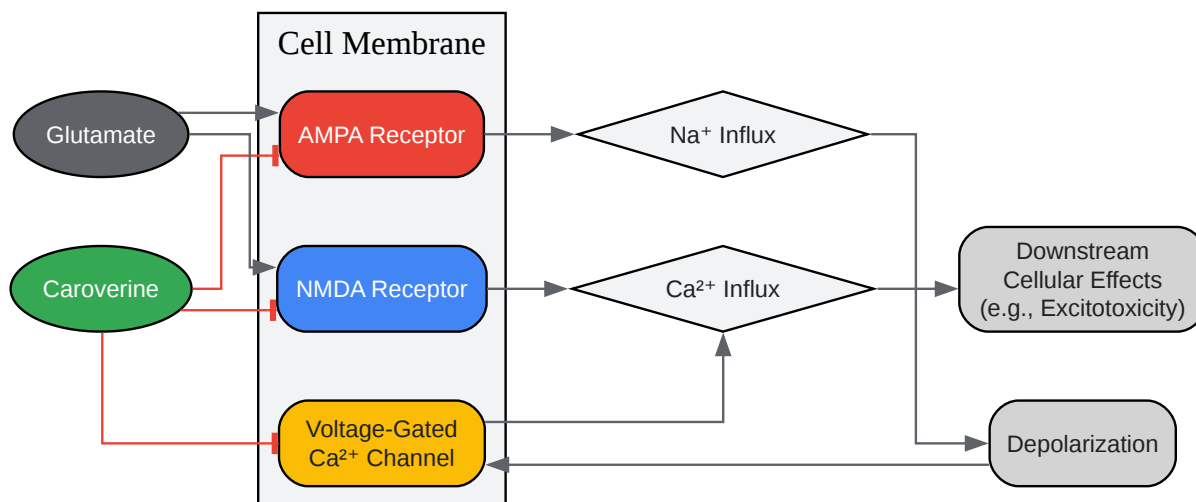 Cell Membrane
Glutamate
AMPA Receptor
Na⁺ Influx
Caroverine
NMDA Receptor
Ca²⁺ Influx
Downstream
Cellular Effects
(e.g., Excitotoxicity)
Voltage-Gated
Ca²⁺ Channel
Depolarization